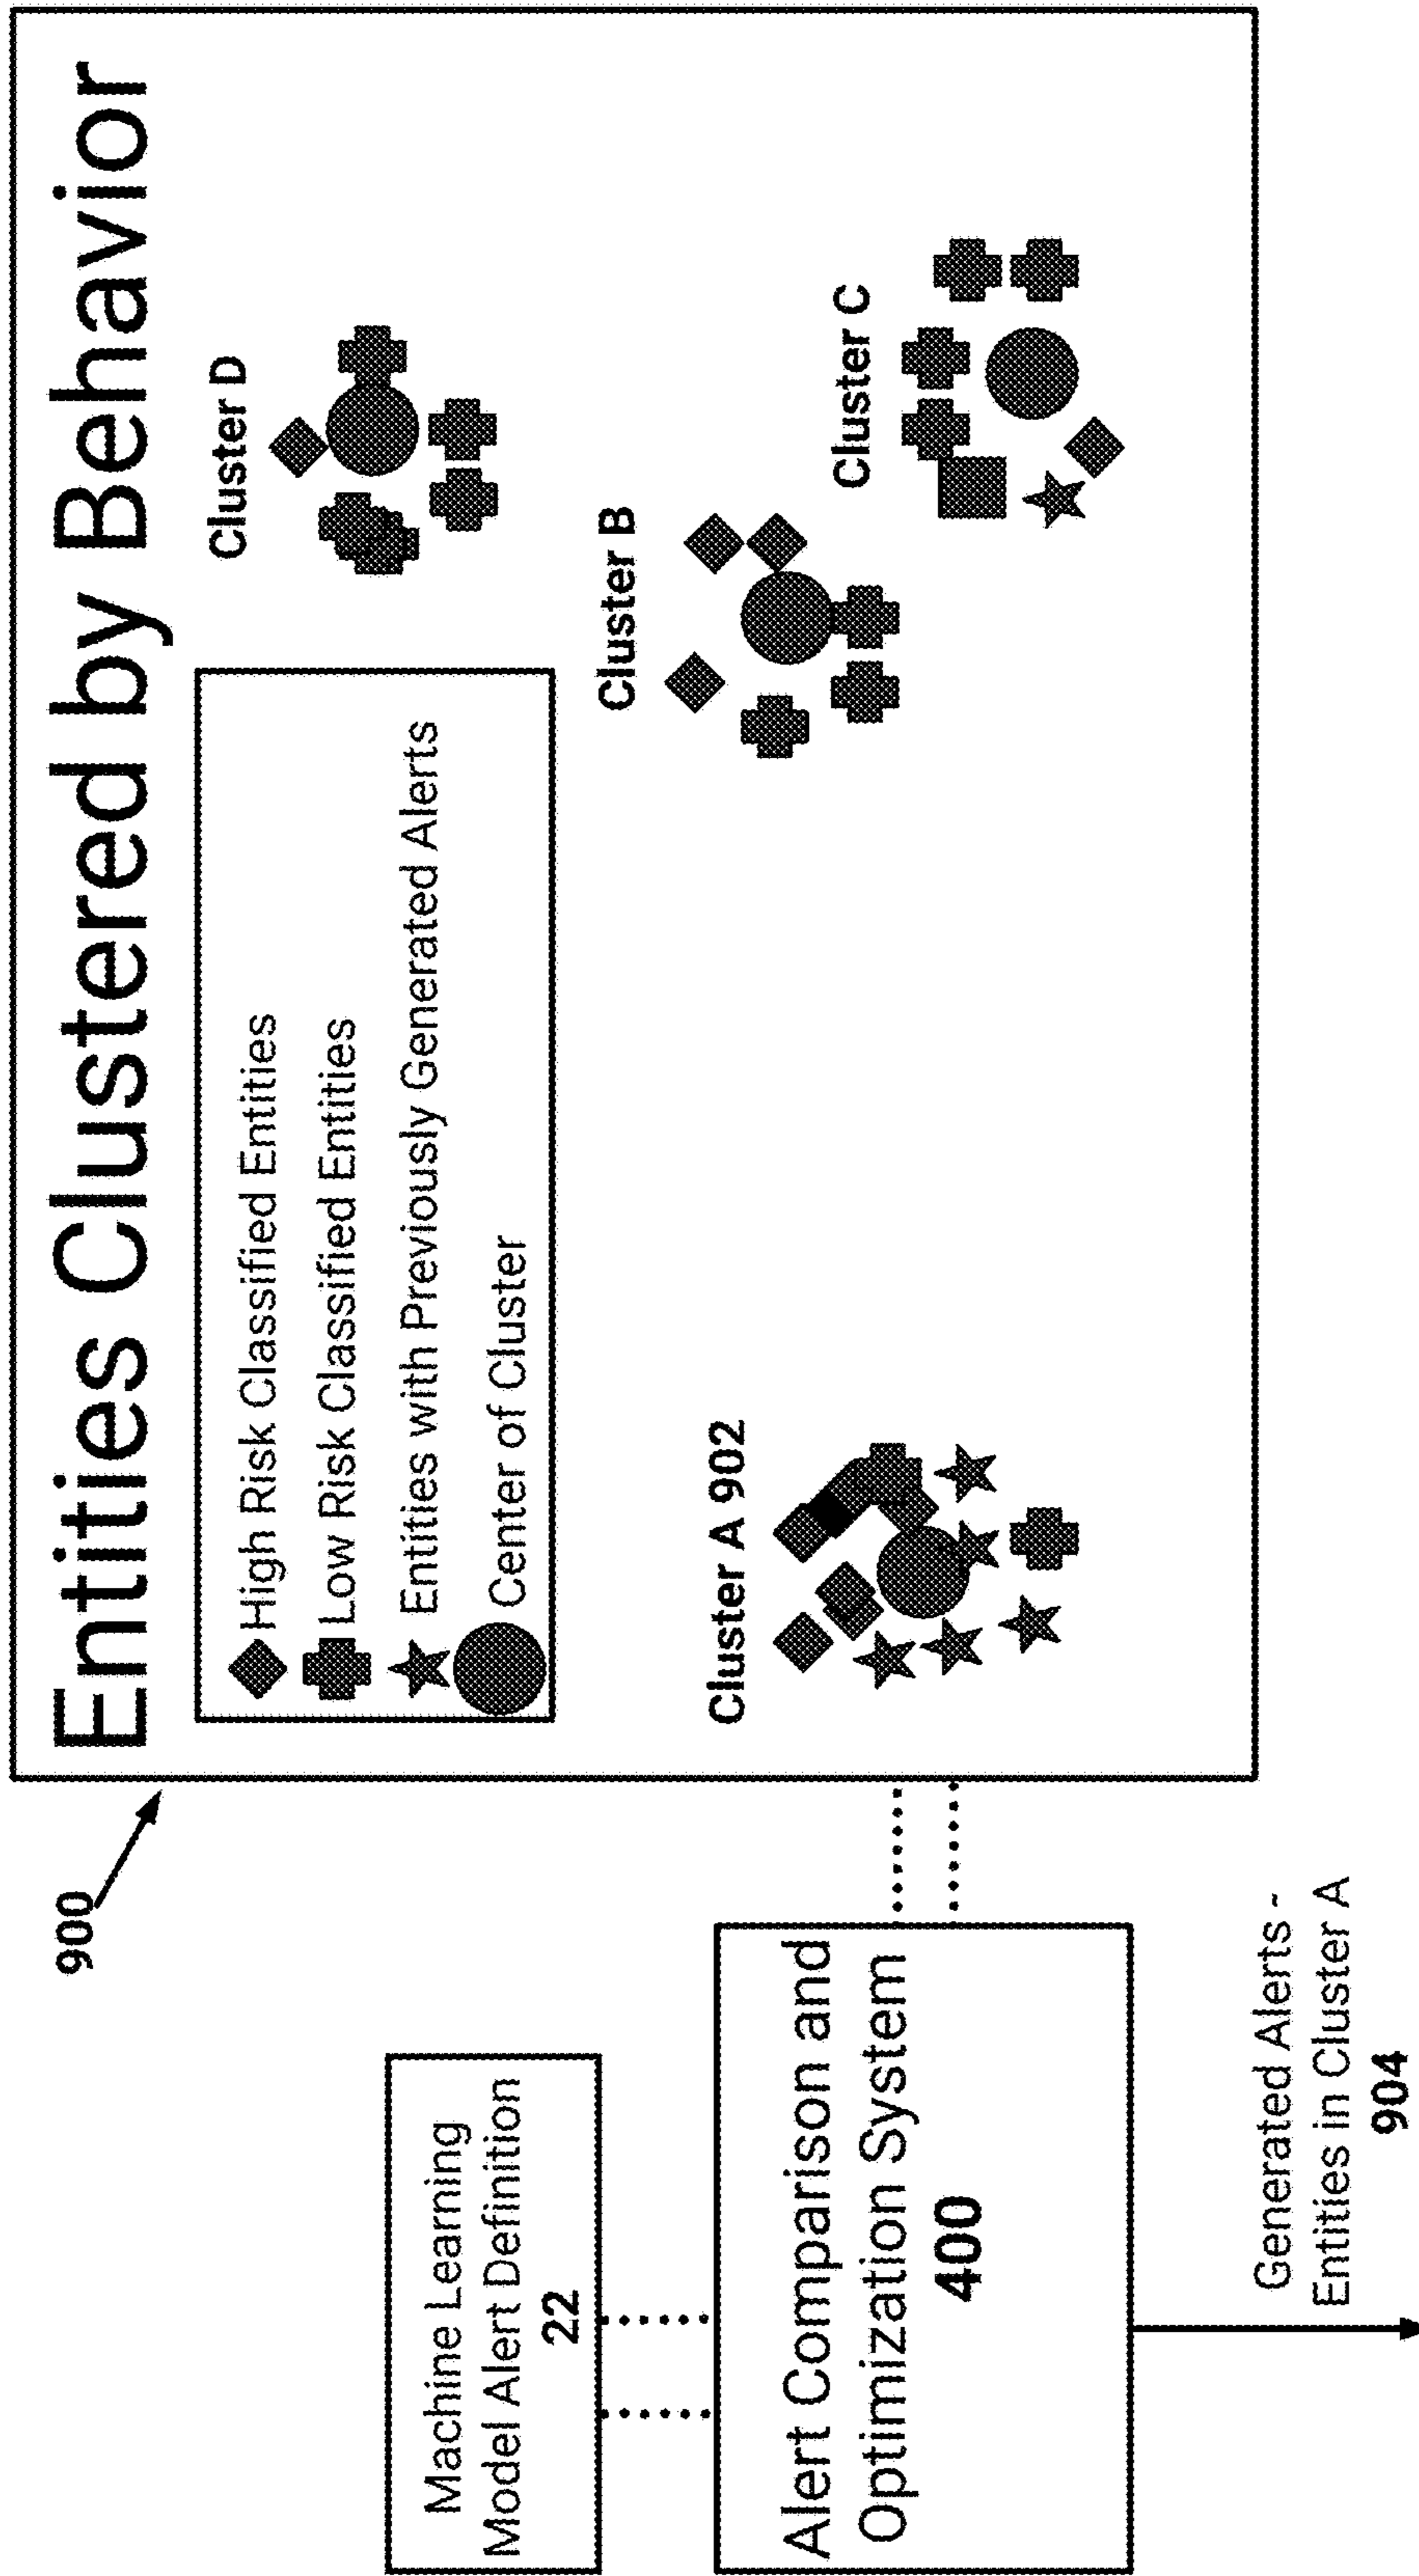 900
Entities Clustered by Behavior
High Risk Classified Entities
Low Risk Classified Entities
Entities with Previously Generated Alerts
Center of Cluster
Cluster D
Cluster B
Cluster C
Cluster A 902
Machine Learning
Model Alert Definition
22
Alert Comparison and
Optimization System
400
Generated Alerts -
Entities in Cluster A
904